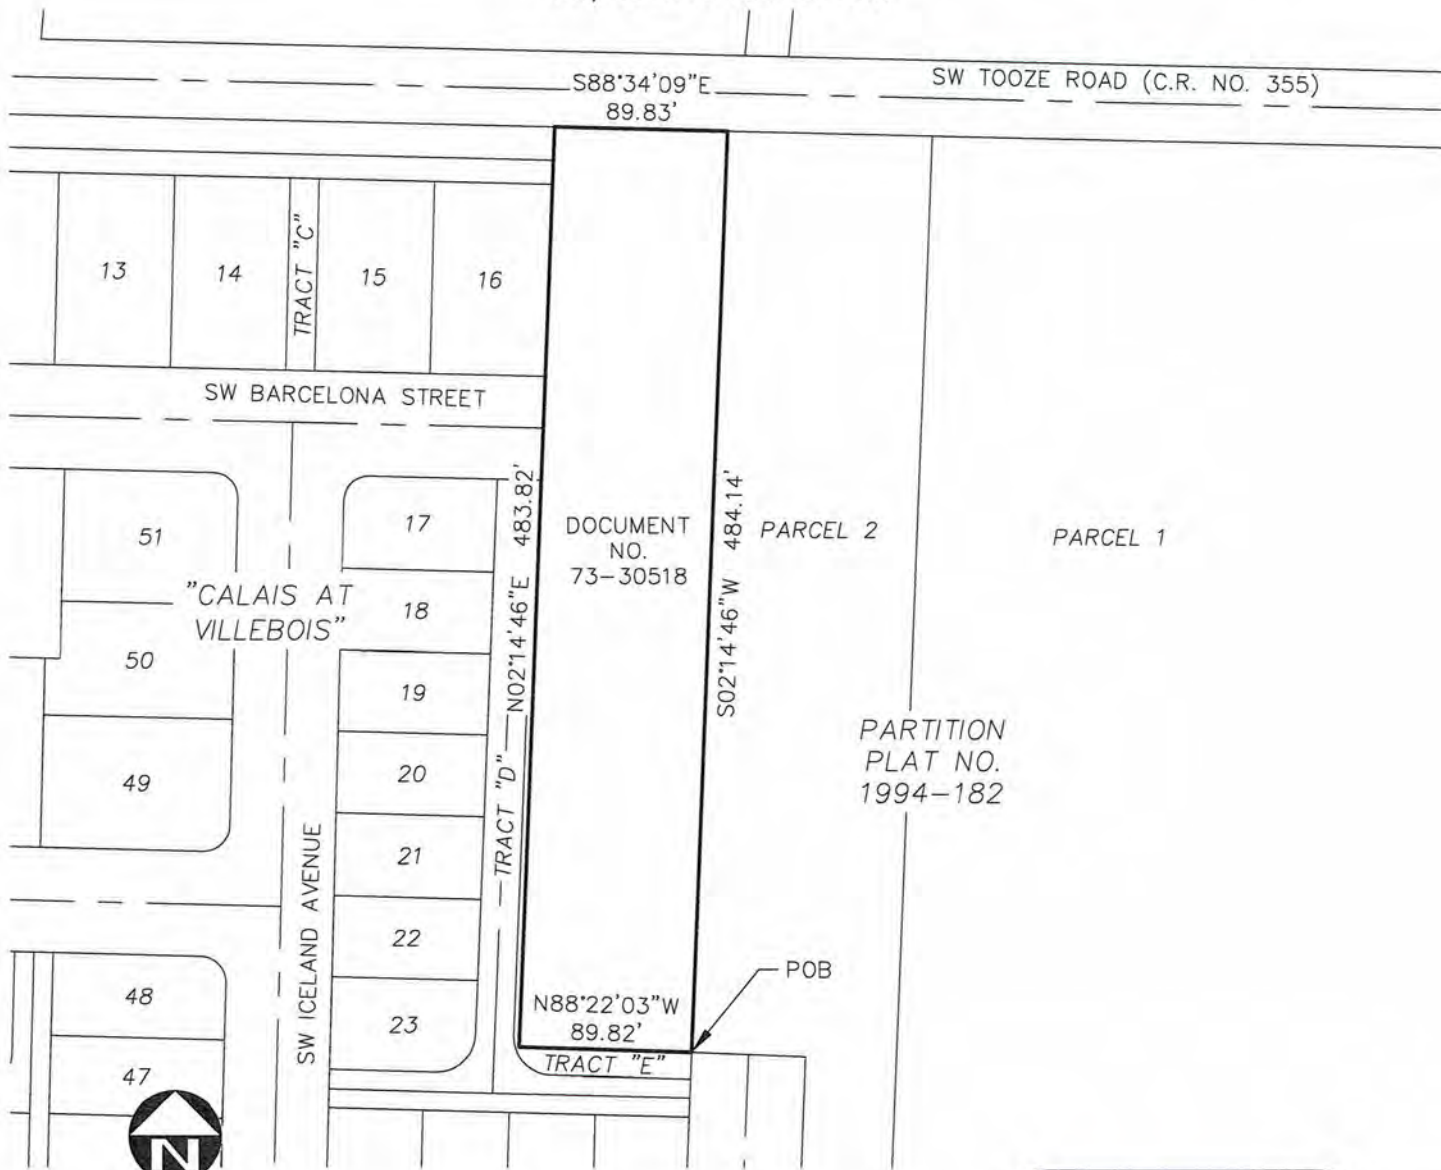 S88°34'09"E
89.83'
SW TOOZE ROAD (C.R. NO. 355)
13
14
TRACT "C"
15
16
SW BARCELONA STREET
51
17
N02°14'46"E 483.82'
DOCUMENT
NO.
73-30518
S02°14'46"W 484.14'
PARCEL 2
PARCEL 1
"CALAIS AT
VILLEBOIS"
18
50
19
PARTITION
PLAT NO.
1994-182
49
20
TRACT "D"
21
SW ICELAND AVENUE
22
48
23
N88°22'03"W
89.82'
POB
TRACT "E"
47
N